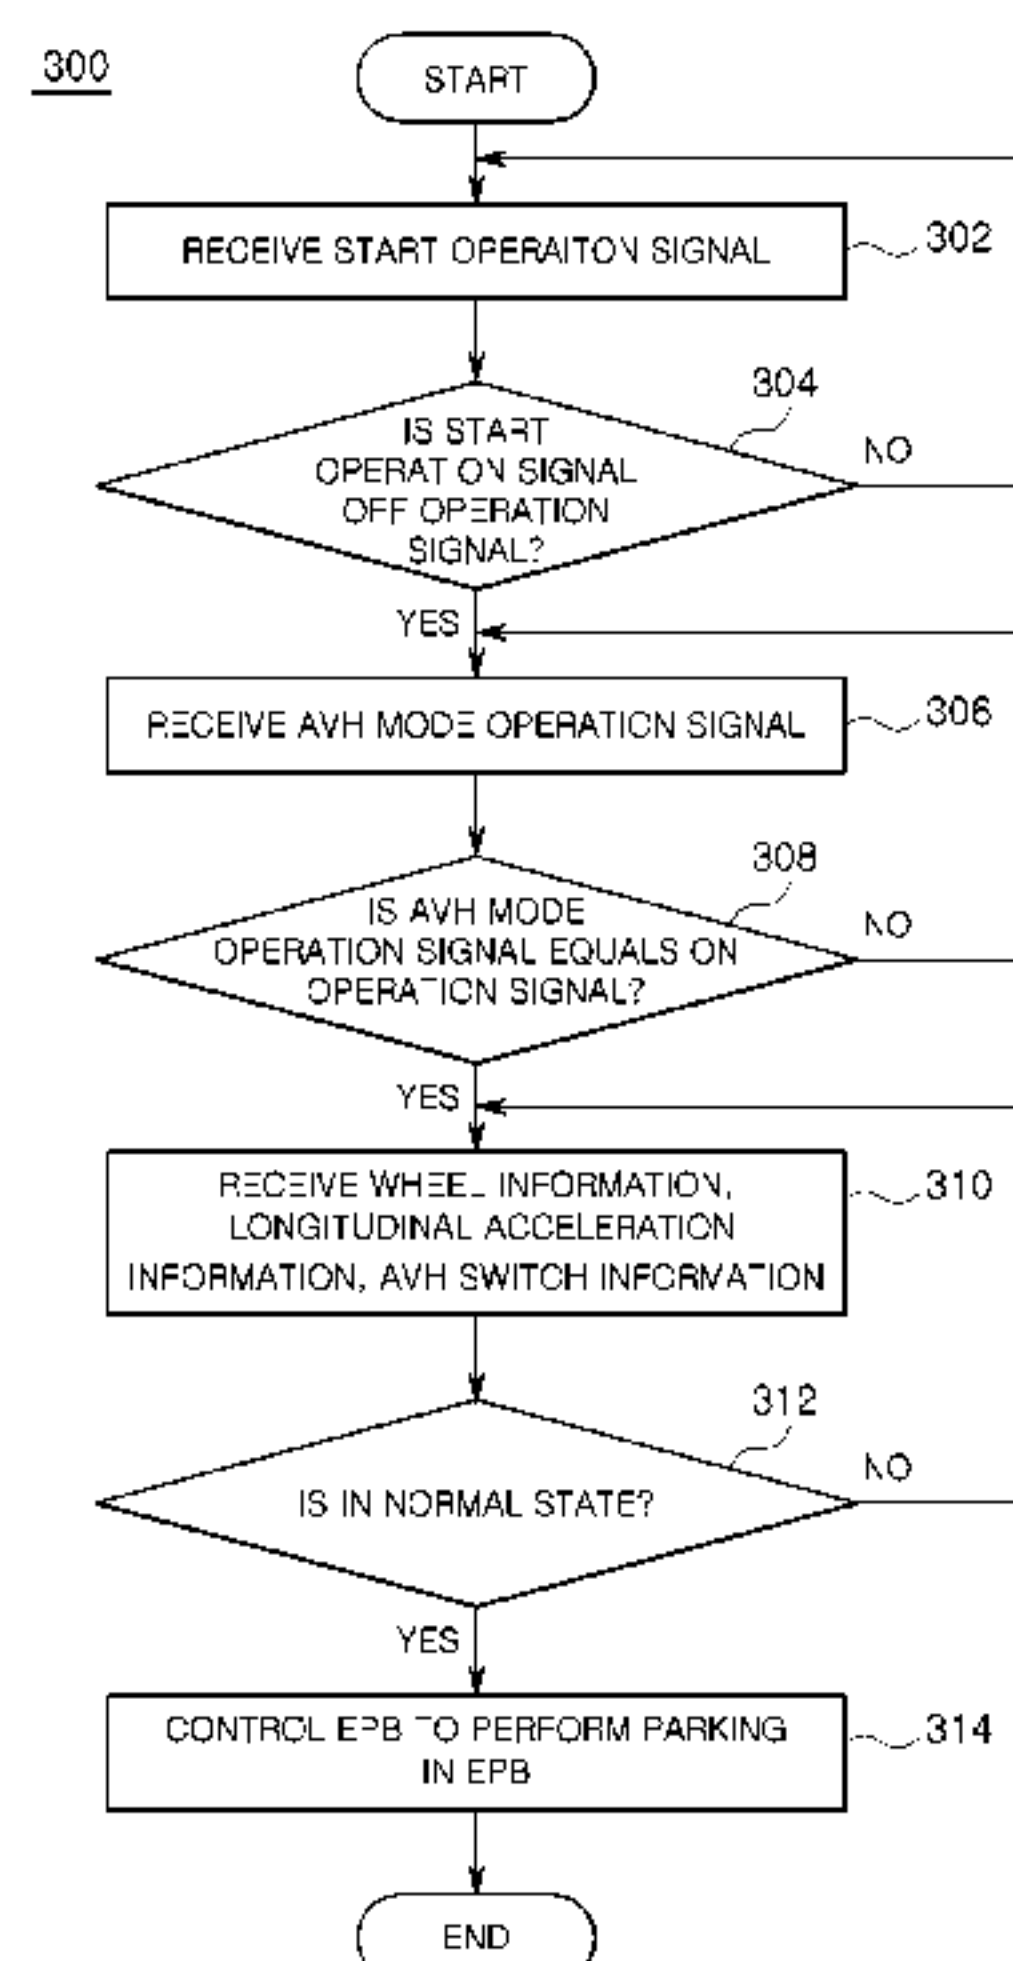 300
START
RECEIVE START OPERAITON SIGNAL
302
304
IS START
OPERAT ON SIGNAL
OFF OPERATION
SIGNAL?
NO
YES
RECEIVE AVH MODE OPERATION SIGNAL
306
308
IS AVH MODE
OPERATION SIGNAL EQUALS ON
OPERATION SIGNAL?
NO
YES
RECEIVE WHEEL INFORMATION,
LONGITUDINAL ACCELERATION
INFORMATION, AVH SWITCH INFORMATION
310
312
IS IN NORMAL STATE?
NO
YES
CONTROL EPB TO PERFORM PARKING
IN EPB
314
END